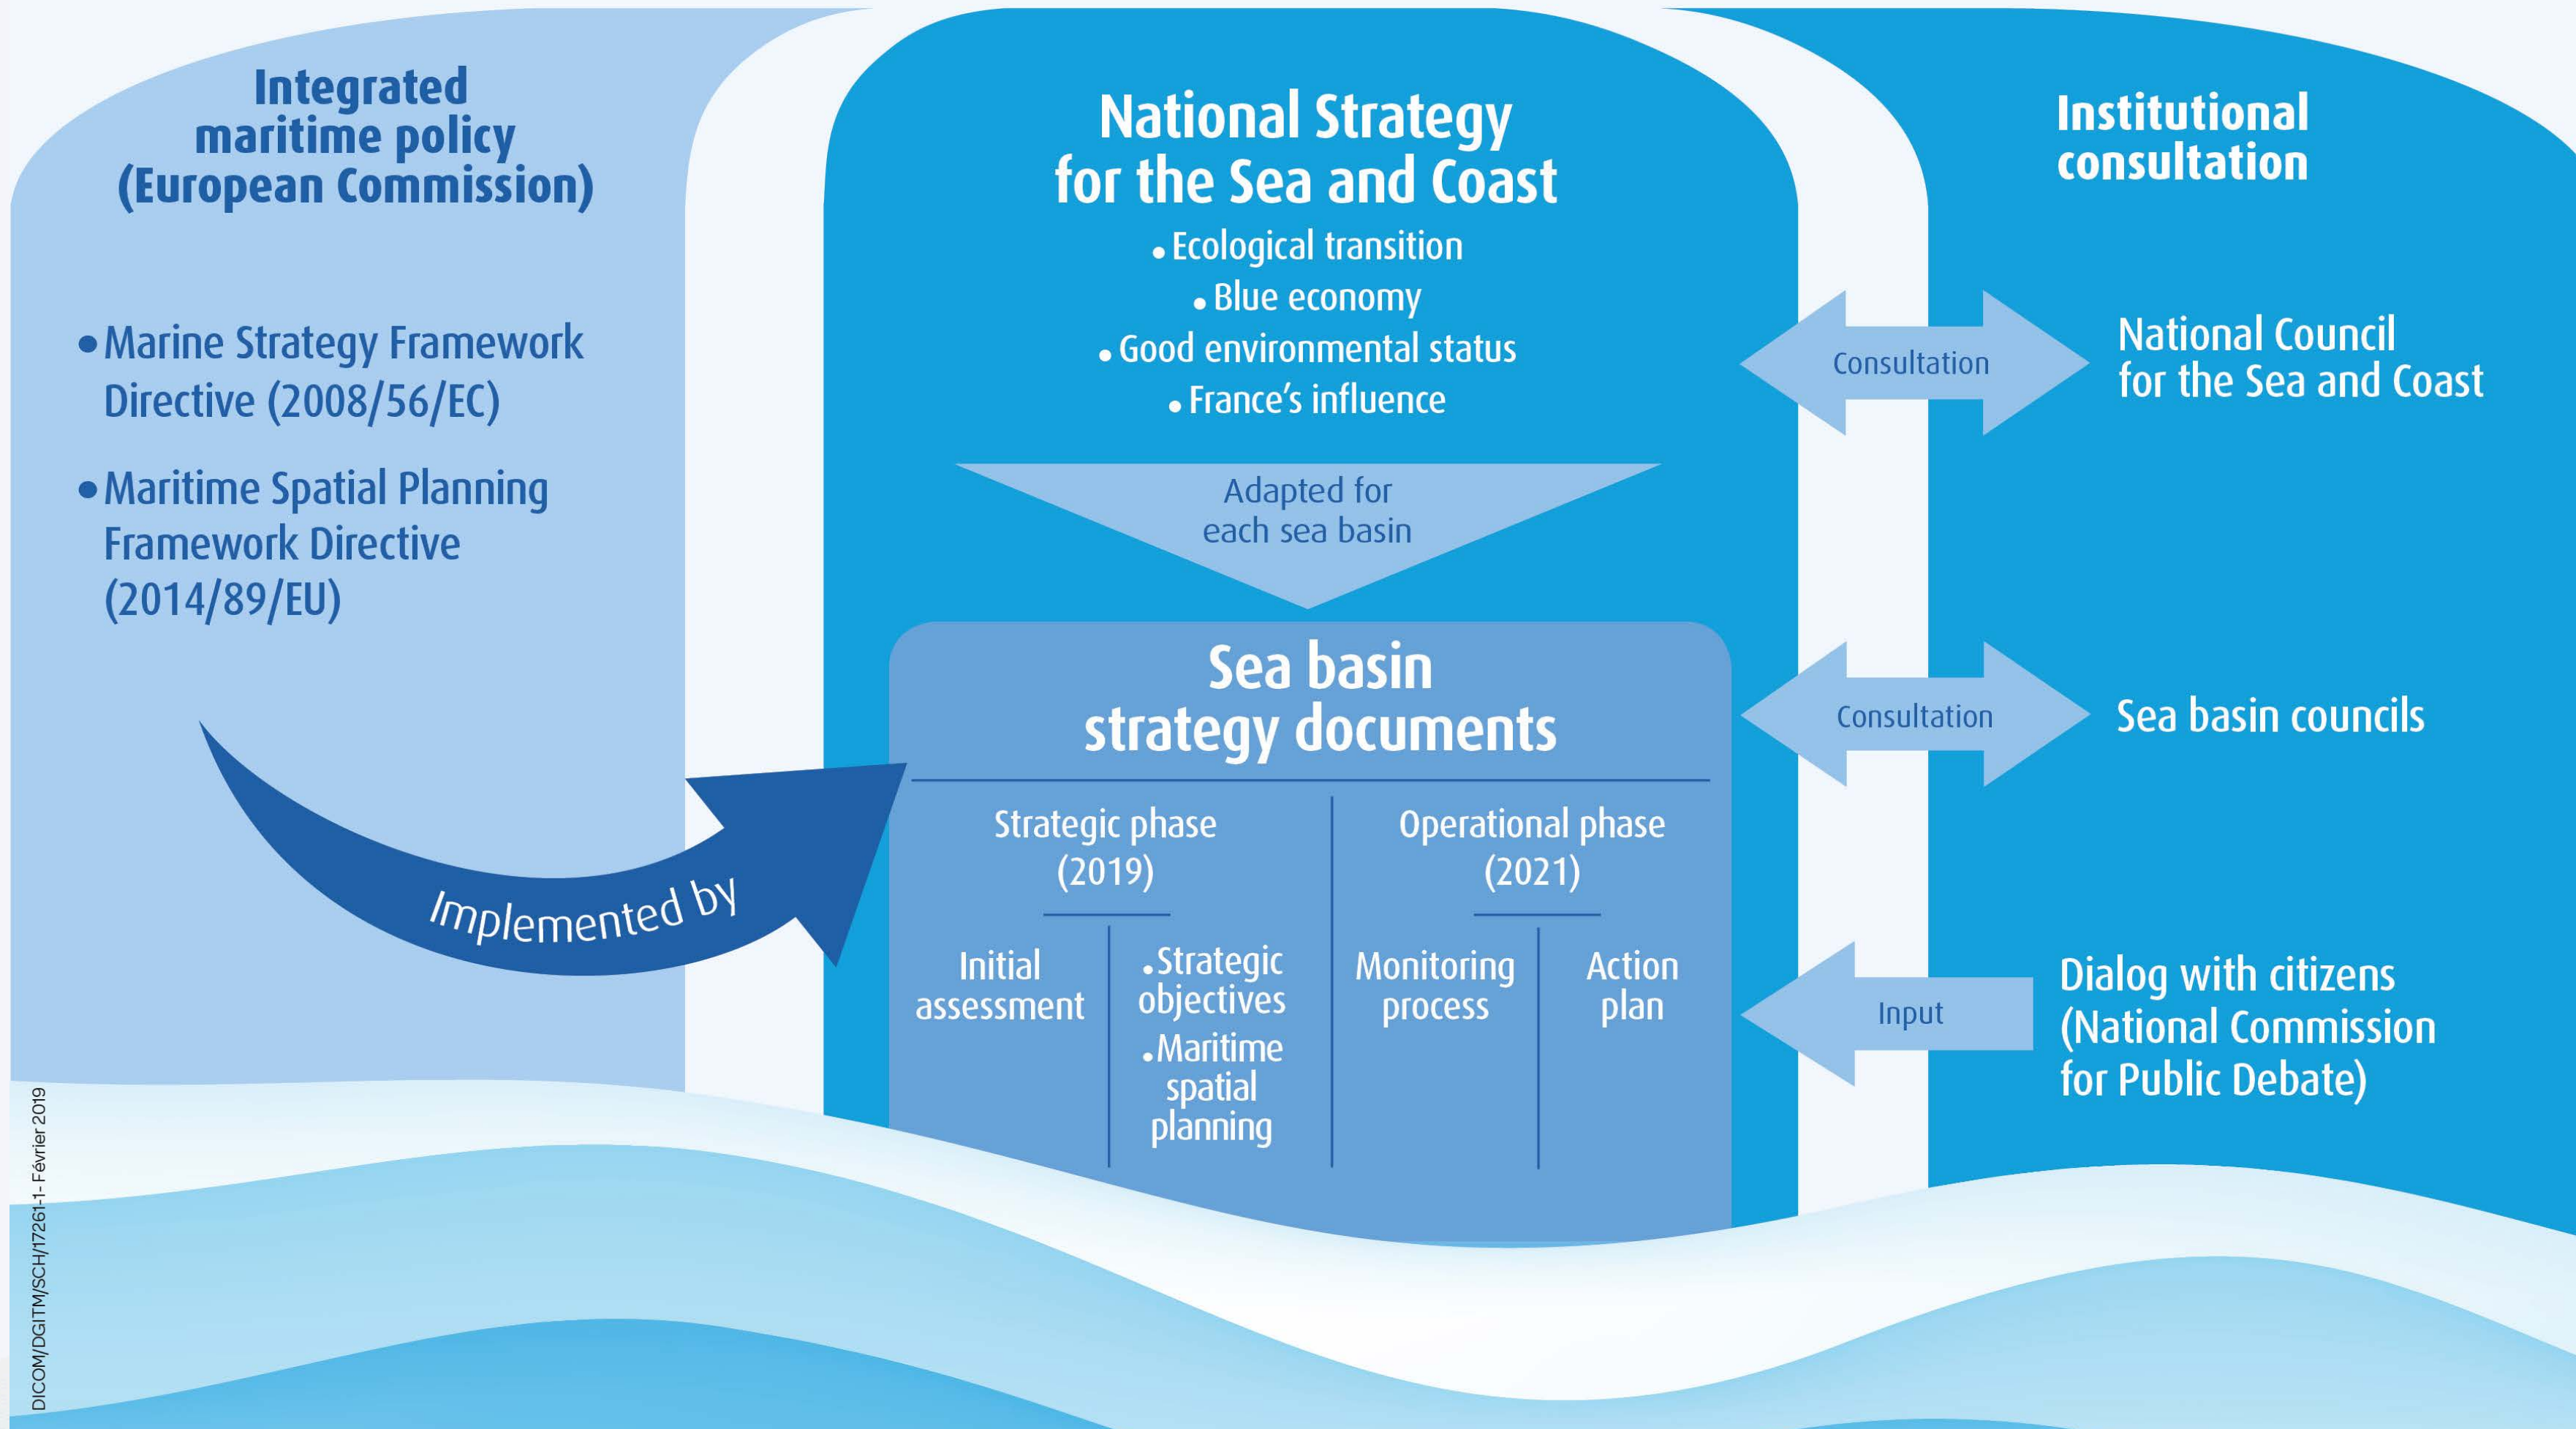 Integrated
maritime policy
(European Commission)
• Marine Strategy Framework
Directive (2008/56/EC)
• Maritime Spatial Planning
Framework Directive
(2014/89/EU)
Implemented by
National Strategy
for the Sea and Coast
• Ecological transition
• Blue economy
• Good environmental status
• France's influence
Adapted for
each sea basin
Sea basin
strategy documents
Strategic phase
(2019)
Initial
assessment
• Strategic
objectives
• Maritime
spatial
planning
Operational phase
(2021)
Monitoring
process
Action
plan
Institutional
consultation
Consultation
National Council
for the Sea and Coast
Consultation
Sea basin councils
Input
Dialog with citizens
(National Commission
for Public Debate)
DICOM/DGITM/SCH/17261-1- Février 2019